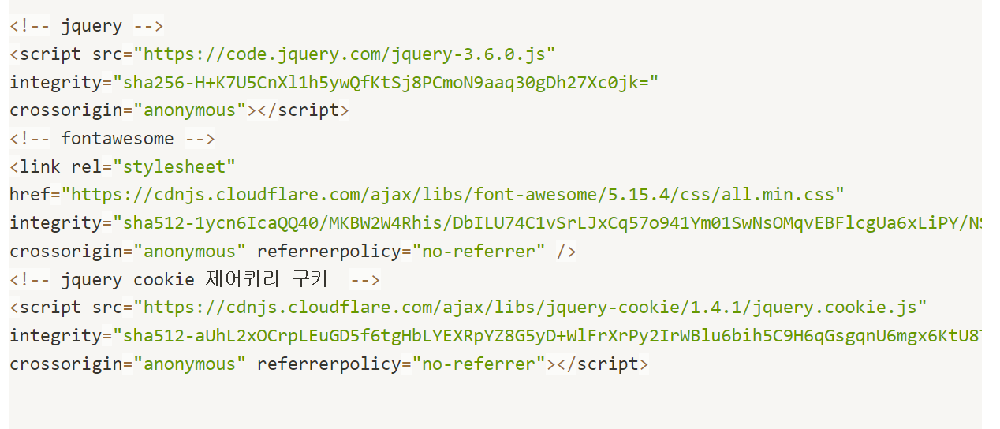 <!-- jquery -->
<script src="https://code.jquery.com/jquery-3.6.0.js"
integrity="sha256-H+K7U5CnXl1h5ywQfKtSj8PCmoN9aaq30gDh27Xc0jk="
crossorigin="anonymous"></script>
<!-- fontawesome -->
<link rel="stylesheet"
href="https://cdnjs.cloudflare.com/ajax/libs/font-awesome/5.15.4/css/all.min.css"
integrity="sha512-1ycn6IcaQQ40/MKBW2W4Rhis/DbILU74C1vSrLJxCq57o941Ym01SwNsOMqvEBFlcgUa6xLiPY/NS
crossorigin="anonymous" referrerpolicy="no-referrer" />
<!-- jquery cookie 제어쿼리 쿠키  -->
<script src="https://cdnjs.cloudflare.com/ajax/libs/jquery-cookie/1.4.1/jquery.cookie.js"
integrity="sha512-aUhL2xOCrpLEuGD5f6tgHbLYEXRpYZ8G5yD+WlFrXrPy2IrWBlu6bih5C9H6qGsgqnU6mgx6KtU8T
crossorigin="anonymous" referrerpolicy="no-referrer"></script>